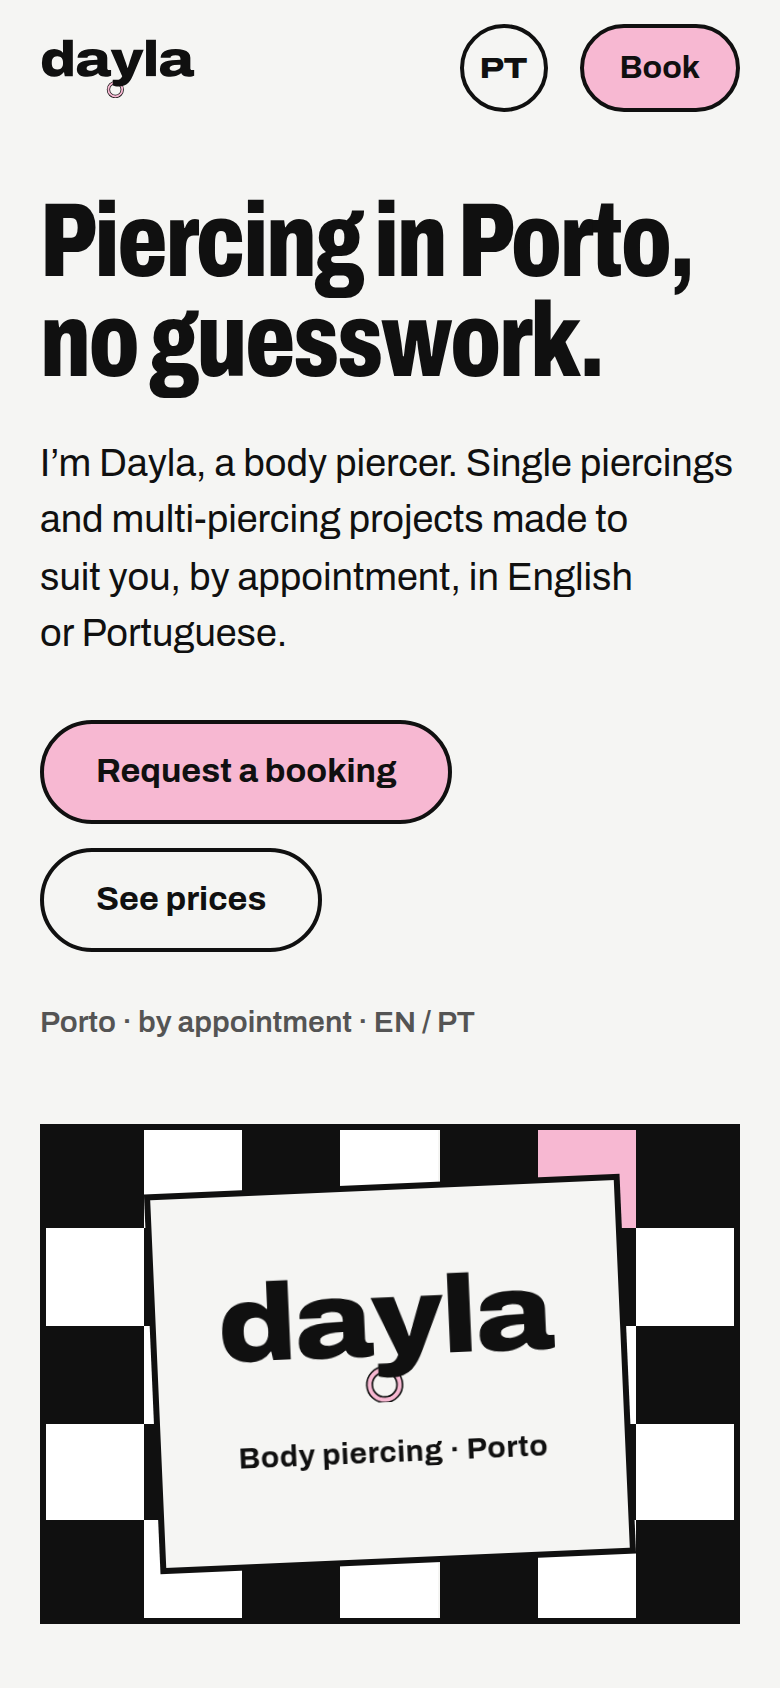 dayla
PT
Book
Piercing in Porto,
no guesswork.
I’m Dayla, a body piercer. Single piercings
and multi-piercing projects made to
suit you, by appointment, in English
or Portuguese.
Request a booking
See prices
Porto · by appointment · EN / PT
dayla
Body piercing · Porto